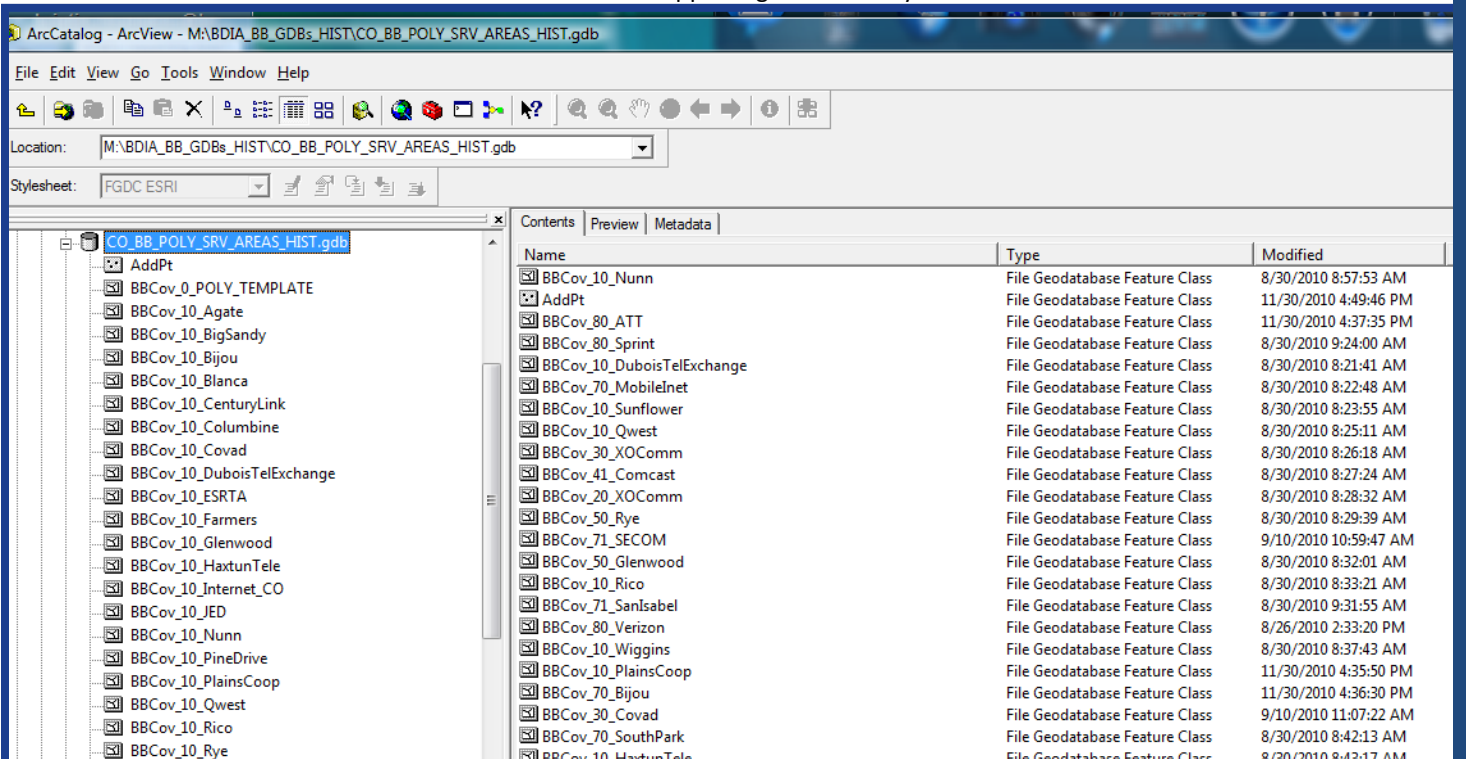 ArcCatalog - ArcView - M:\BDIA_BB_GDBs_HIST\CO_BB_POLY_SRV_AREAS_HIST.gdb
File Edit View Go Tools Window Help
Location: M:\BDIA_BB_GDBs_HIST\CO_BB_POLY_SRV_AREAS_HIST.gdb
Stylesheet: FGDC ESRI
CO_BB_POLY_SRV_AREAS_HIST.gdb
AddPt
BBCov_0_POLY_TEMPLATE
BBCov_10_Agate
BBCov_10_BigSandy
BBCov_10_Bijou
BBCov_10_Blanca
BBCov_10_CenturyLink
BBCov_10_Columbine
BBCov_10_Covad
BBCov_10_DuboisTelExchange
BBCov_10_ESRTA
BBCov_10_Farmers
BBCov_10_Glenwood
BBCov_10_HaxtunTele
BBCov_10_Internet_CO
BBCov_10_JED
BBCov_10_Nunn
BBCov_10_PineDrive
BBCov_10_PlainsCoop
BBCov_10_Qwest
BBCov_10_Rico
BBCov_10_Rye
Contents Preview Metadata
Name Type Modified
BBCov_10_Nunn File Geodatabase Feature Class 8/30/2010 8:57:53 AM
AddPt File Geodatabase Feature Class 11/30/2010 4:49:46 PM
BBCov_80_ATT File Geodatabase Feature Class 11/30/2010 4:37:35 PM
BBCov_80_Sprint File Geodatabase Feature Class 8/30/2010 9:24:00 AM
BBCov_10_DuboisTelExchange File Geodatabase Feature Class 8/30/2010 8:21:41 AM
BBCov_70_MobileInet File Geodatabase Feature Class 8/30/2010 8:22:48 AM
BBCov_10_Sunflower File Geodatabase Feature Class 8/30/2010 8:23:55 AM
BBCov_10_Qwest File Geodatabase Feature Class 8/30/2010 8:25:11 AM
BBCov_30_XOComm File Geodatabase Feature Class 8/30/2010 8:26:18 AM
BBCov_41_Comcast File Geodatabase Feature Class 8/30/2010 8:27:24 AM
BBCov_20_XOComm File Geodatabase Feature Class 8/30/2010 8:28:32 AM
BBCov_50_Rye File Geodatabase Feature Class 8/30/2010 8:29:39 AM
BBCov_71_SECOM File Geodatabase Feature Class 9/10/2010 10:59:47 AM
BBCov_50_Glenwood File Geodatabase Feature Class 8/30/2010 8:32:01 AM
BBCov_10_Rico File Geodatabase Feature Class 8/30/2010 8:33:21 AM
BBCov_71_SanIsabel File Geodatabase Feature Class 8/30/2010 9:31:55 AM
BBCov_80_Verizon File Geodatabase Feature Class 8/26/2010 2:33:20 PM
BBCov_10_Wiggins File Geodatabase Feature Class 8/30/2010 8:37:43 AM
BBCov_10_PlainsCoop File Geodatabase Feature Class 11/30/2010 4:35:50 PM
BBCov_70_Bijou File Geodatabase Feature Class 11/30/2010 4:36:30 PM
BBCov_30_Covad File Geodatabase Feature Class 9/10/2010 11:07:22 AM
BBCov_70_SouthPark File Geodatabase Feature Class 8/30/2010 8:42:13 AM
BBCov_10_HaxtunTele File Geodatabase Feature Class 8/30/2010 8:43:17 AM